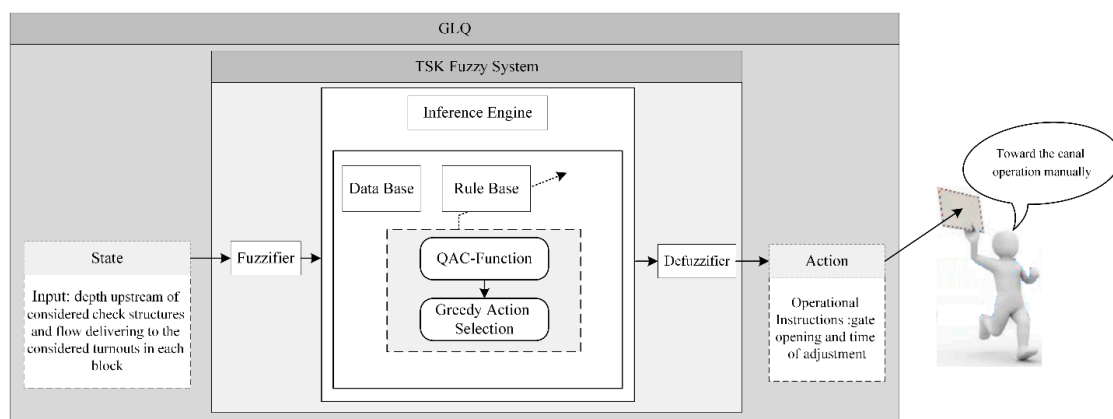 GLQ
TSK Fuzzy System
Inference Engine
Data Base
Rule Base
QAC-Function
Greedy Action
Selection
State
Input: depth upstream of
considered check structures
and flow delivering to the
considered turnouts in each
block
Fuzzifier
Defuzzifier
Action
Operational
Instructions :gate
opening and time
of adjustment
Toward the canal
operation manually